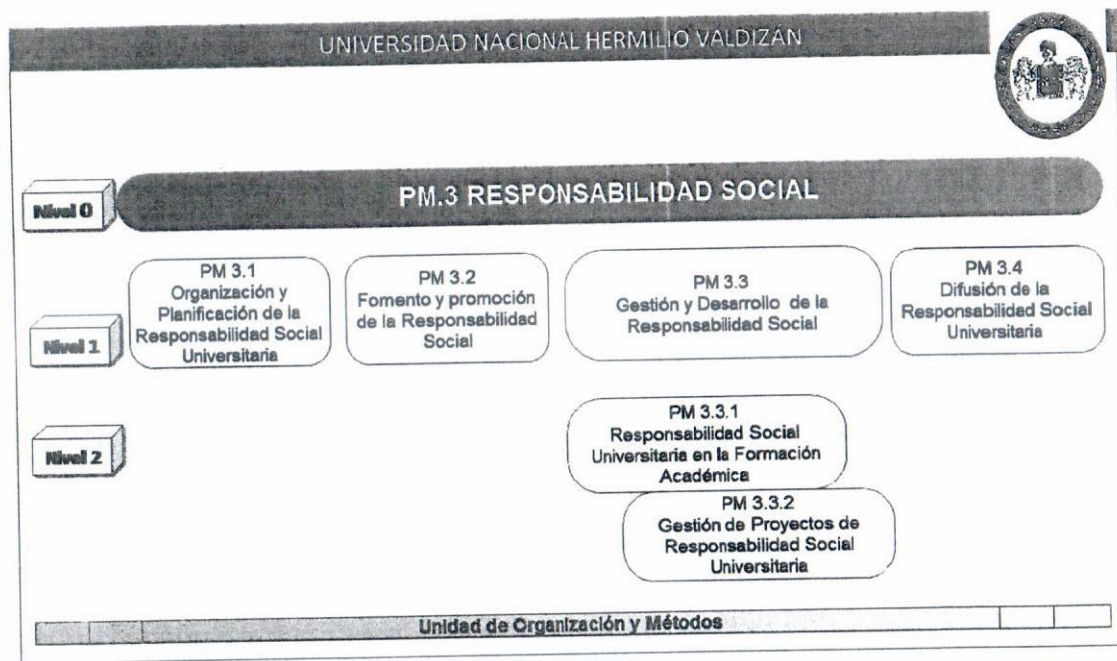 UNIVERSIDAD NACIONAL HERMILIO VALDIZÁN
Nivel 0
PM.3 RESPONSABILIDAD SOCIAL
Nivel 1
PM 3.1
Organización y
Planificación de la
Responsabilidad Social
Universitaria
PM 3.2
Fomento y promoción
de la Responsabilidad
Social
PM 3.3
Gestión y Desarrollo de la
Responsabilidad Social
PM 3.4
Difusión de la
Responsabilidad Social
Universitaria
Nivel 2
PM 3.3.1
Responsabilidad Social
Universitaria en la Formación
Académica
PM 3.3.2
Gestión de Proyectos de
Responsabilidad Social
Universitaria
Unidad de Organización y Métodos